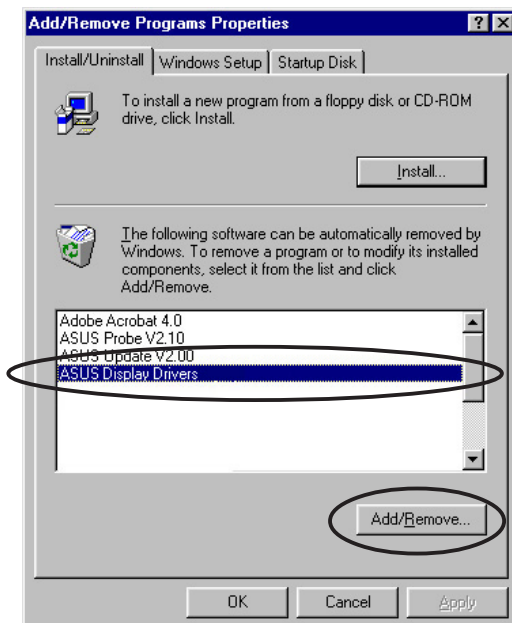 Add/Remove Programs Properties
Install/Uninstall
Windows Setup
Startup Disk
To install a new program from a floppy disk or CD-ROM
drive, click Install.
Install...
The following software can be automatically removed by
Windows. To remove a program or to modify its installed
components, select it from the list and click
Add/Remove.
Adobe Acrobat 4.0
ASUS Probe V2.10
ASUS Update V2.00
ASUS Display Drivers
Add/Remove...
OK
Cancel
Apply